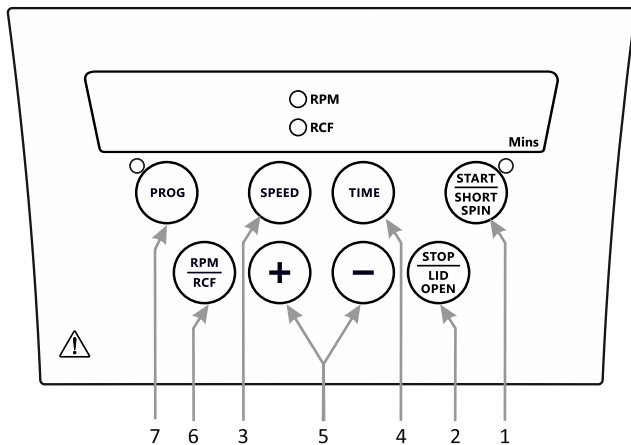 RPM
RCF
Mins
PROG
SPEED
TIME
START
SHORT
SPIN
RPM
RCF
+
−
STOP
LID
OPEN
7
6
3
5
4
2
1